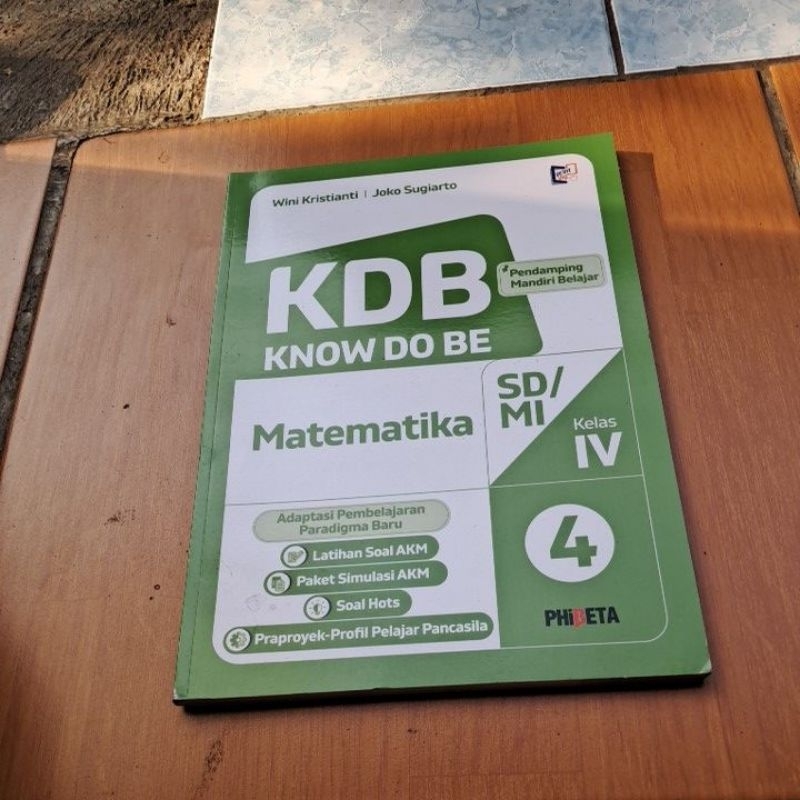 Wini Kristianti | Joko Sugiarto
KDB
KNOW DO BE
*Pendamping
Mandiri Belajar
Matematika
SD/
MI
Kelas
IV
Adaptasi Pembelajaran
Paradigma Baru
Latihan Soal AKM
Paket Simulasi AKM
Soal Hots
Praproyek-Profil Pelajar Pancasila
4
PHiBETA